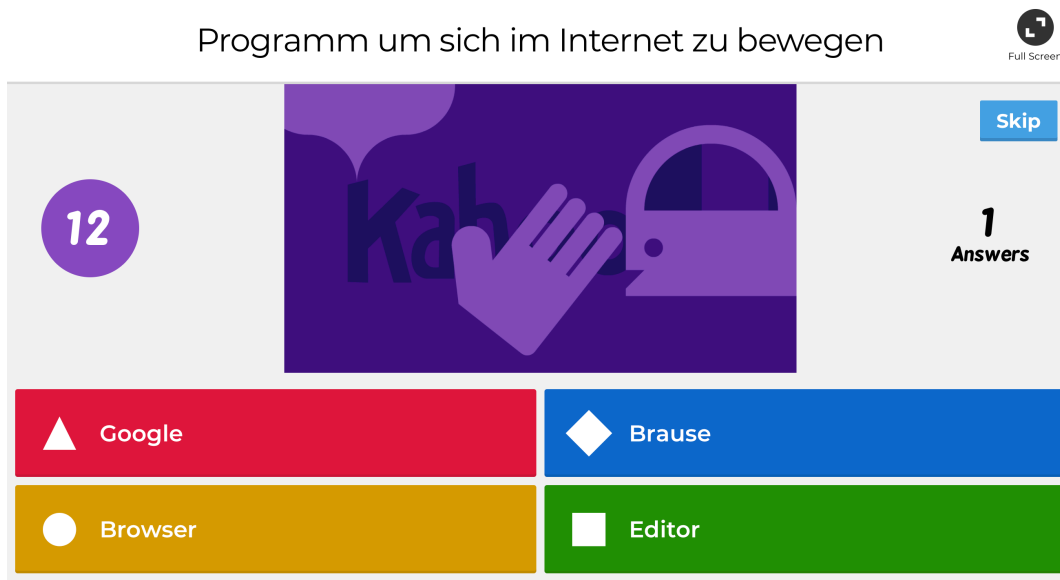 Programm um sich im Internet zu bewegen
Full Screen
Skip
12
1
Answers
Google
Brause
Browser
Editor